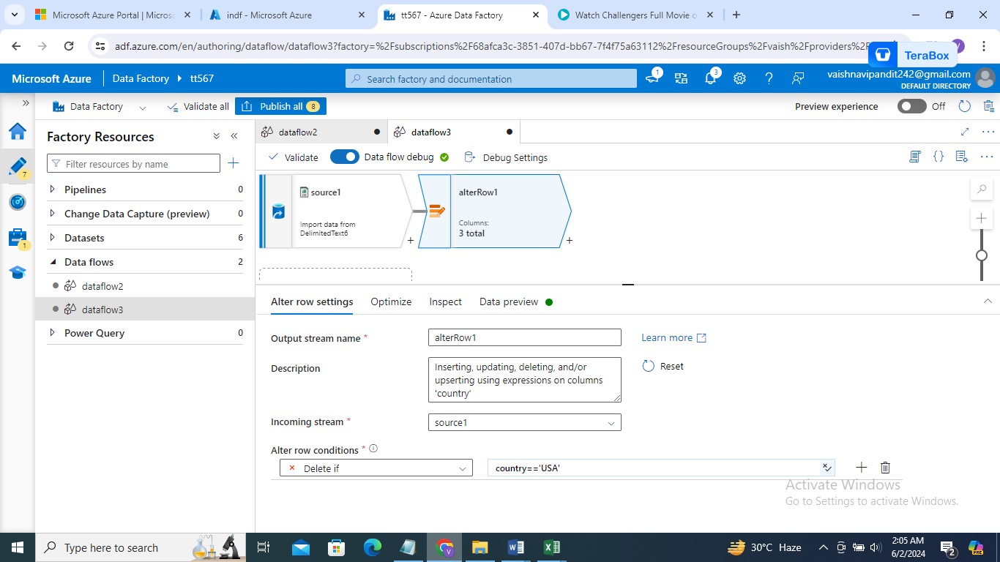 Microsoft Azure Portal | Micros
indf - Microsoft Azure
tt567 - Azure Data Factory
Watch Challengers Full Movie o
adf.azure.com/en/authoring/dataflow/dataflow3?factory=%2Fsubscriptions%2F68afca3c-3851-407d-bb67-7f4f75a63112%2FresourceGroups%2Fvaish%2Fproviders%2F
V
TeraBox
Microsoft Azure
Data Factory
tt567
Search factory and documentation
1
3
vaishnavipandit242@gmail.com
DEFAULT DIRECTORY
Data Factory
Validate all
Publish all
8
Preview experience
Off
Factory Resources
dataflow2
dataflow3
Filter resources by name
Validate
Data flow debug
Debug Settings
7
Pipelines
0
Change Data Capture (preview)
0
Datasets
6
Data flows
2
dataflow2
dataflow3
Power Query
0
1
source1
Import data from
DelimitedText6
alterRow1
Columns:
3 total
Alter row settings
Optimize
Inspect
Data preview
Output stream name *
alterRow1
Learn more
Description
Inserting, updating, deleting, and/or
upserting using expressions on columns
'country'
Reset
Incoming stream *
source1
Alter row conditions *
Delete if
country=='USA'
Activate Windows
Go to Settings to activate Windows.
Type here to search
30°C Haze
2:05 AM
6/2/2024
2
PRE